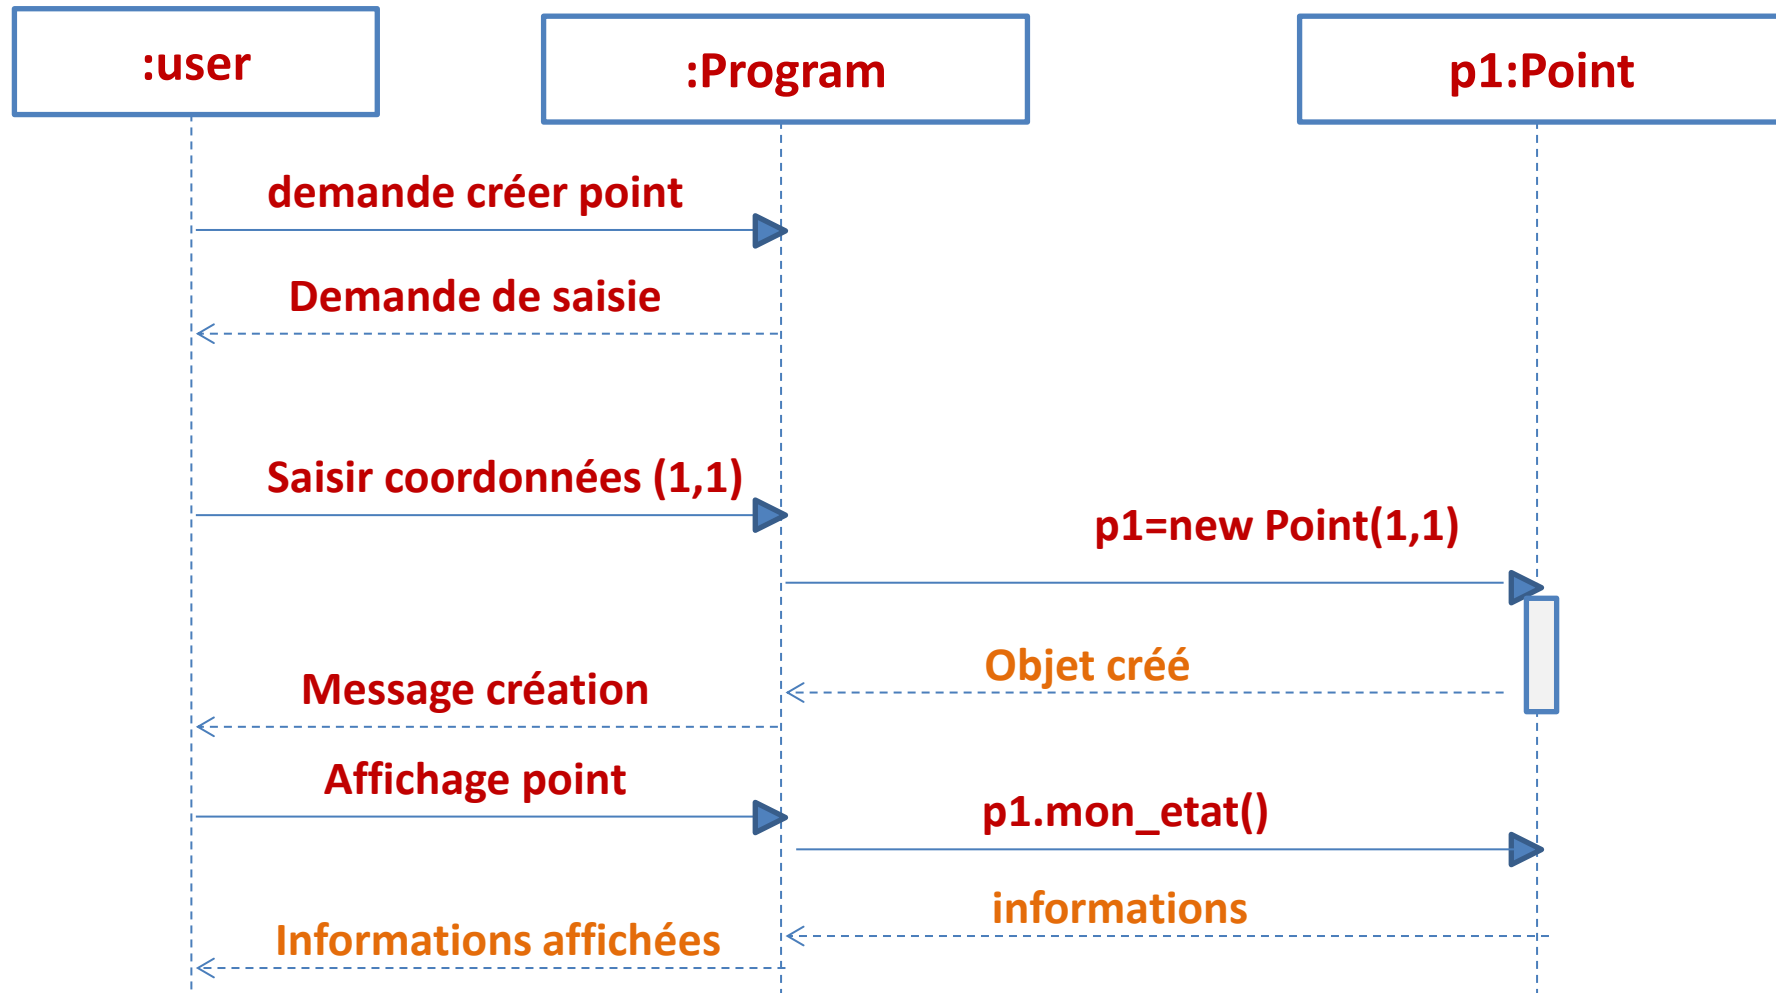 :user
:Program
p1:Point
demande créer point
Demande de saisie
Saisir coordonnées (1,1)
p1=new Point(1,1)
Objet créé
Message création
Affichage point
p1.mon_etat()
informations
Informations affichées